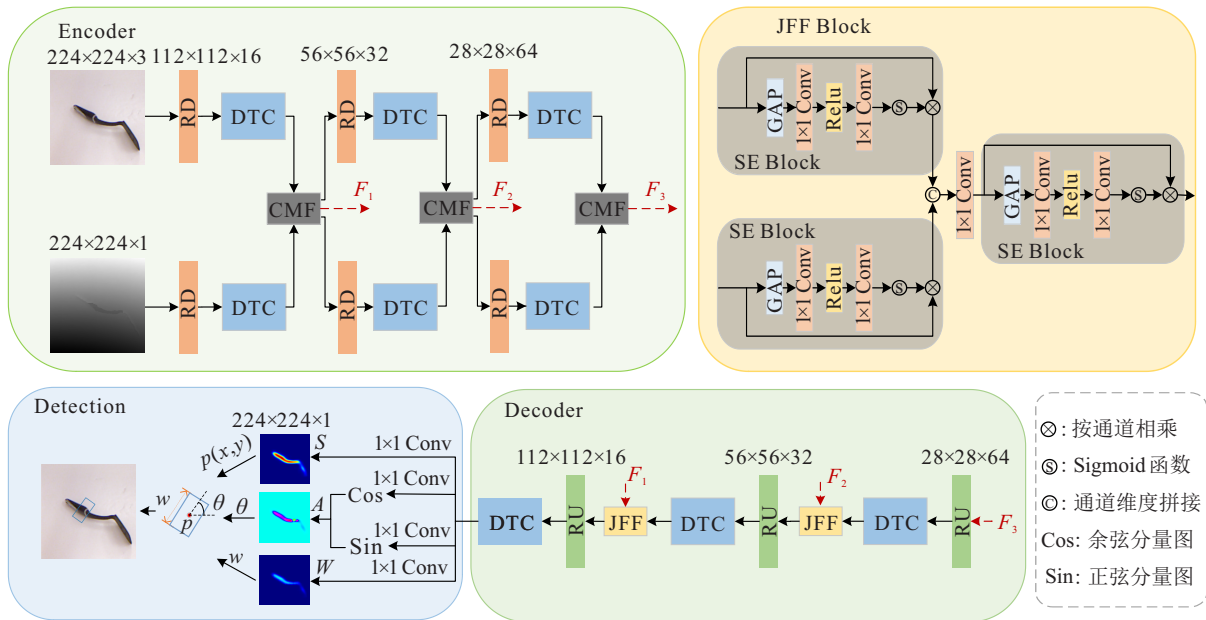 Encoder
224×224×3
112×112×16
56×56×32
28×28×64
RD
DTC
RD
DTC
RD
DTC
CMF
F1
CMF
F2
CMF
F3
224×224×1
RD
DTC
RD
DTC
RD
DTC
JFF Block
GAP
1×1 Conv
Relu
1×1 Conv
S
SE Block
C
1×1 Conv
GAP
1×1 Conv
Relu
1×1 Conv
S
SE Block
SE Block
GAP
1×1 Conv
Relu
1×1 Conv
S
Detection
224×224×1
S
p(x,y)
1×1 Conv
1×1 Conv
Cos
w
θ
θ
A
p
1×1 Conv
Sin
w
W
1×1 Conv
Decoder
112×112×16
56×56×32
28×28×64
F1
F2
DTC
RU
JFF
DTC
RU
JFF
DTC
RU
F3
⊗: 按通道相乘
Ⓢ: Sigmoid 函数
©: 通道维度拼接
Cos: 余弦分量图
Sin: 正弦分量图